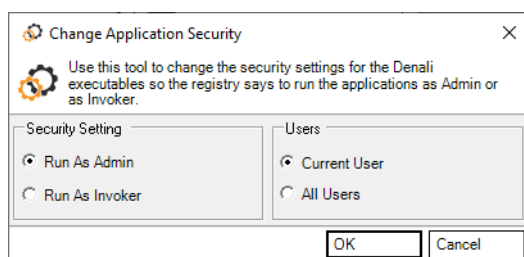 Change Application Security
Use this tool to change the security settings for the Denali
executables so the registry says to run the applications as Admin or
as Invoker.
Security Setting
Run As Admin
Run As Invoker
Users
Current User
All Users
OK
Cancel